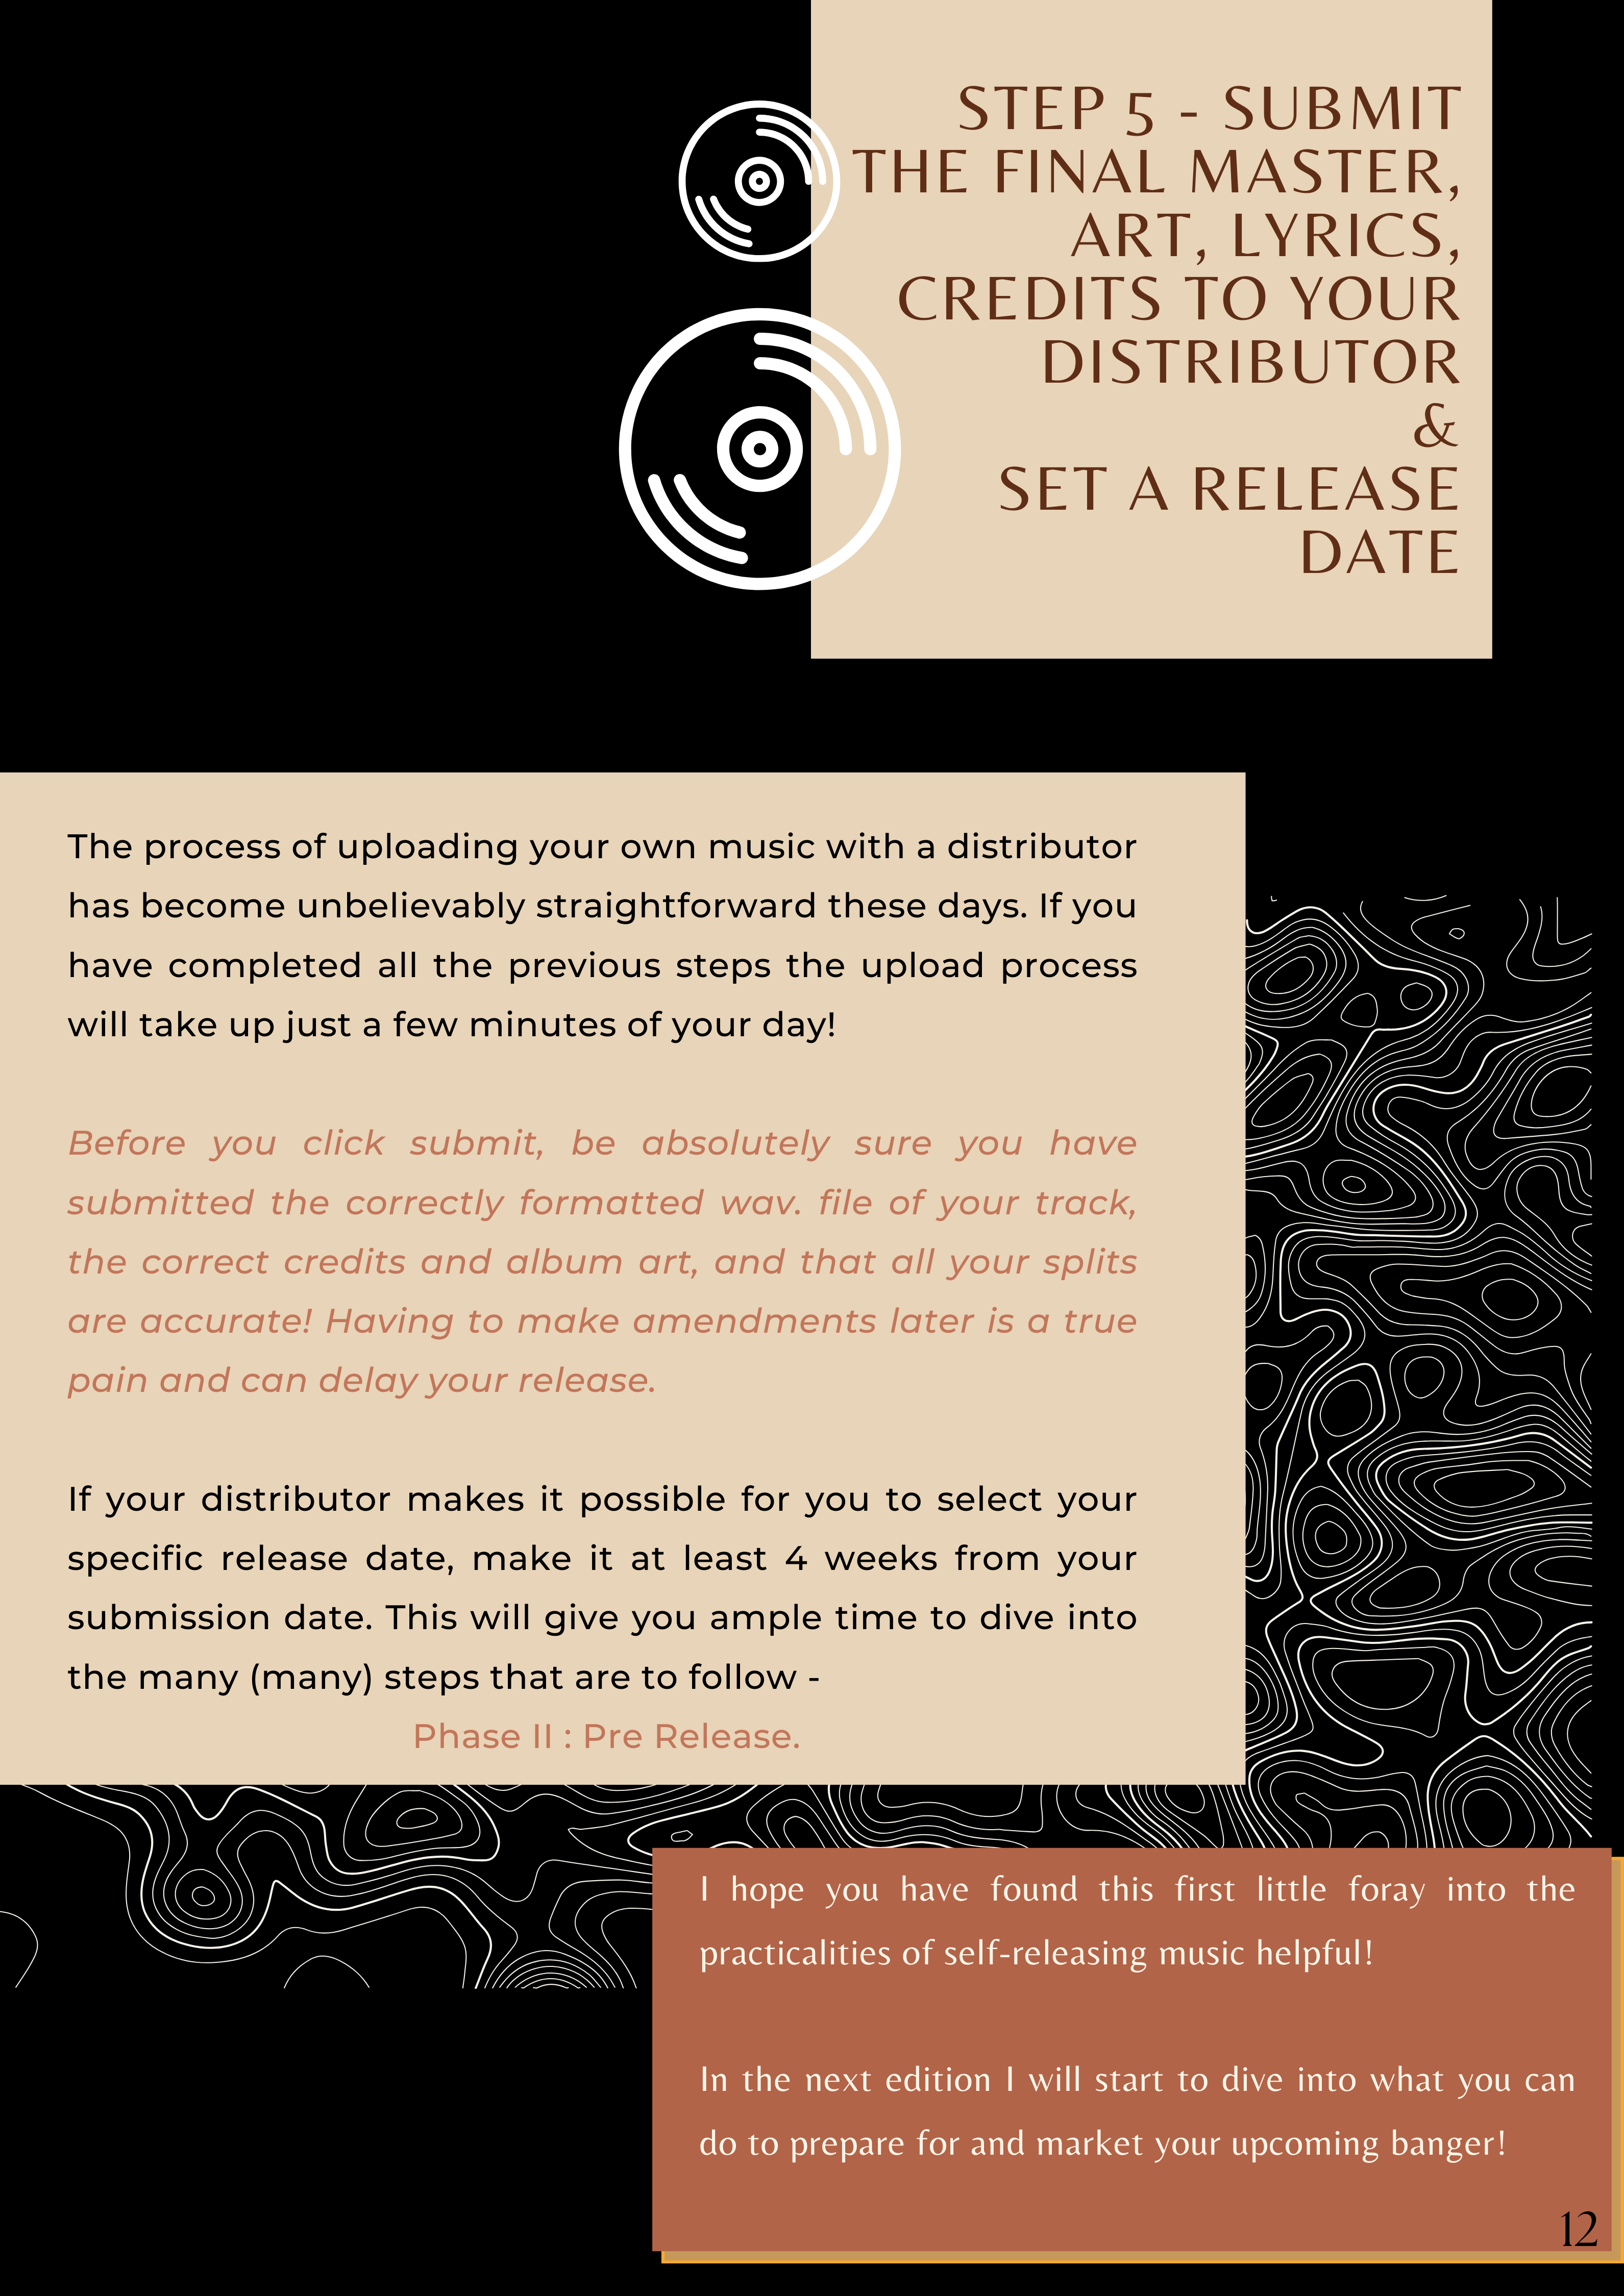 STEP 5 - SUBMIT
THE FINAL MASTER,
ART, LYRICS,
CREDITS TO YOUR
DISTRIBUTOR
&
SET A RELEASE
DATE
The process of uploading your own music with a distributor
has become unbelievably straightforward these days. If you
have completed all the previous steps the upload process
will take up just a few minutes of your day!
Before you click submit, be absolutely sure you have
submitted the correctly formatted wav. file of your track,
the correct credits and album art, and that all your splits
are accurate! Having to make amendments later is a true
pain and can delay your release.
If your distributor makes it possible for you to select your
specific release date, make it at least 4 weeks from your
submission date. This will give you ample time to dive into
the many (many) steps that are to follow -
Phase II : Pre Release.
I hope you have found this first little foray into the
practicalities of self-releasing music helpful!
In the next edition I will start to dive into what you can
do to prepare for and market your upcoming banger!
12